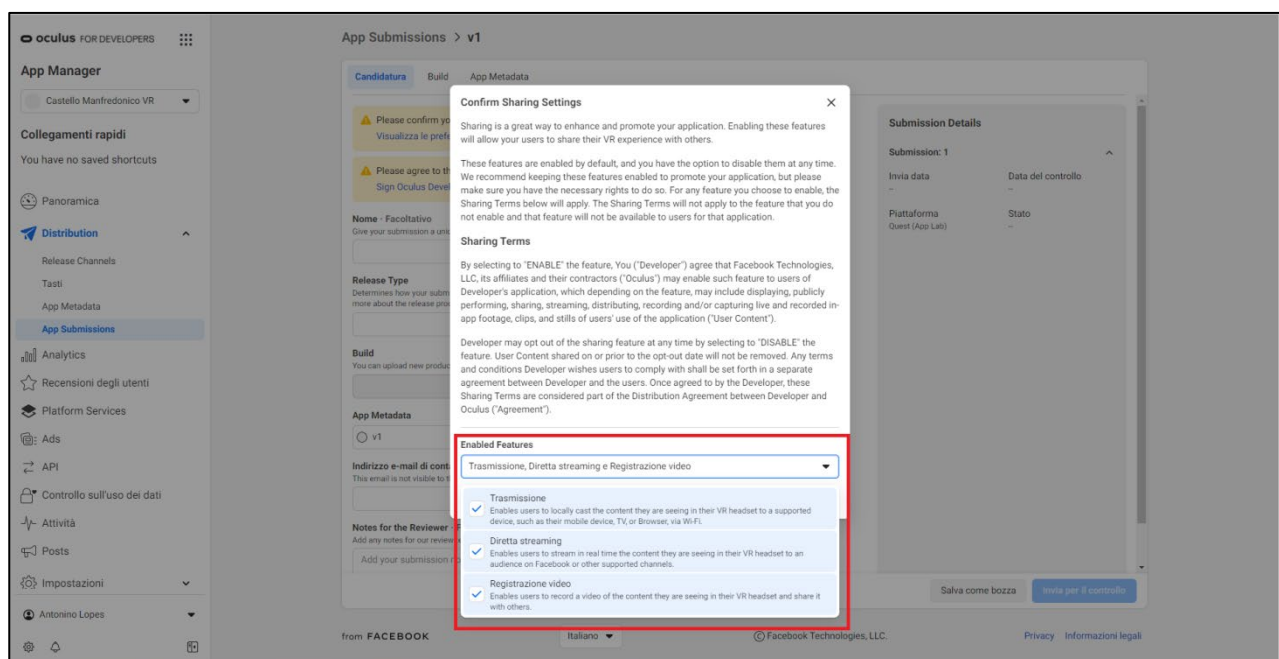 oculus FOR DEVELOPERS
App Manager
Castello Manfredonico VR
Collegamenti rapidi
You have no saved shortcuts
Panoramica
Distribution
Release Channels
Tasti
App Metadata
App Submissions
Analytics
Recensioni degli utenti
Platform Services
Ads
API
Controllo sull'uso dei dati
Attività
Posts
Impostazioni
Antonino Lopes
App Submissions > v1
Candidatura Build App Metadata
Please confirm yo
Visualizza le prefe
Please agree to th
Sign Oculus Devel
Nome · Facoltativo
Give your submission a uni
Release Type
Determines how your subm
more about the release pro
Build
You can upload new produc
App Metadata
v1
Indirizzo e-mail di cont
This email is not visible to t
Notes for the Reviewer
Add any notes for our review
Add your submission
Confirm Sharing Settings
Sharing is a great way to enhance and promote your application. Enabling these features
will allow your users to share their VR experience with others.
These features are enabled by default, and you have the option to disable them at any time.
We recommend keeping these features enabled to promote your application, but please
make sure you have the necessary rights to do so. For any feature you choose to enable, the
Sharing Terms below will apply. The Sharing Terms will not apply to the feature that you do
not enable and that feature will not be available to users for that application.
Sharing Terms
By selecting to "ENABLE" the feature, You ("Developer") agree that Facebook Technologies,
LLC, its affiliates and their contractors ("Oculus") may enable such feature to users of
Developer's application, which depending on the feature, may include displaying, publicly
performing, sharing, streaming, distributing, recording and/or capturing live and recorded in-
app footage, clips, and stills of users' use of the application ("User Content").
Developer may opt out of the sharing feature at any time by selecting to "DISABLE" the
feature. User Content shared on or prior to the opt-out date will not be removed. Any terms
and conditions Developer wishes users to comply with shall be set forth in a separate
agreement between Developer and the users. Once agreed to by the Developer, these
Sharing Terms are considered part of the Distribution Agreement between Developer and
Oculus ("Agreement").
Enabled Features
Trasmissione, Diretta streaming e Registrazione video
Trasmissione
Enables users to locally cast the content they are seeing in their VR headset to a supported
device, such as their mobile device, TV, or Browser, via Wi-Fi.
Diretta streaming
Enables users to stream in real time the content they are seeing in their VR headset to an
audience on Facebook or other supported channels.
Registrazione video
Enables users to record a video of the content they are seeing in their VR headset and share it
with others.
Submission Details
Submission: 1
Invia data Data del controllo
-- --
Piattaforma Stato
Quest (App Lab) --
Salva come bozza Invia per il controllo
from FACEBOOK Italiano © Facebook Technologies, LLC. Privacy Informazioni legali